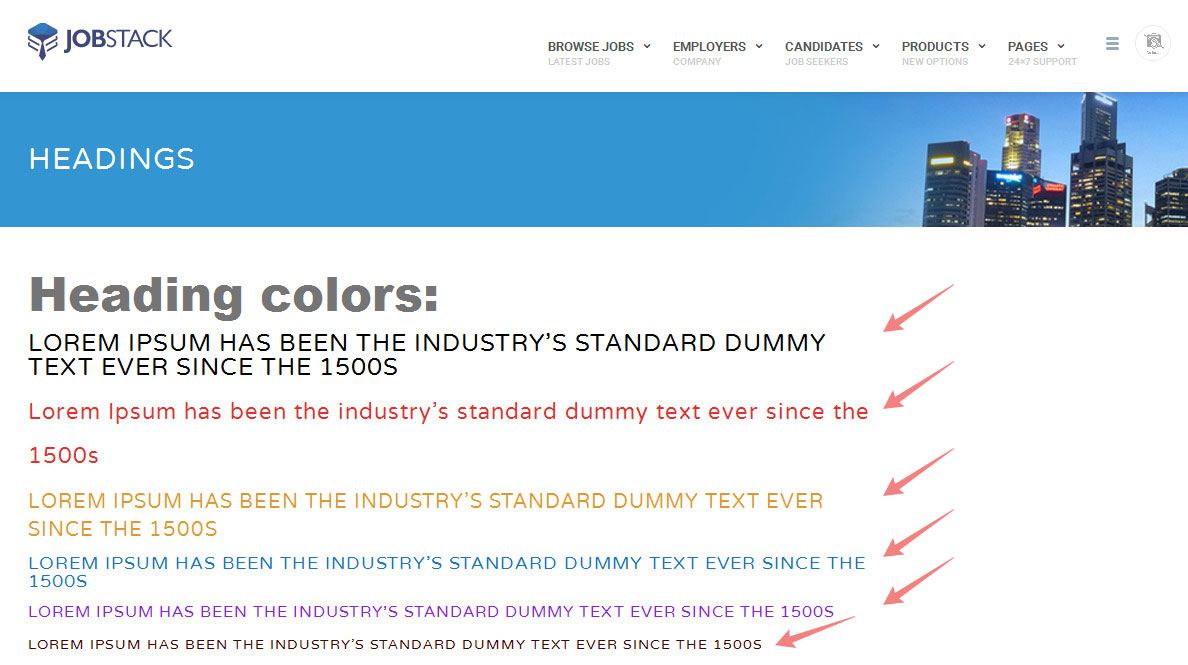 JOBSTACK
BROWSE JOBS EMPLOYERS CANDIDATES PRODUCTS PAGES
LATEST JOBS COMPANY JOB SEEKERS NEW OPTIONS 24×7 SUPPORT
HEADINGS
Heading colors:
LOREM IPSUM HAS BEEN THE INDUSTRY’S STANDARD DUMMY
TEXT EVER SINCE THE 1500S
Lorem Ipsum has been the industry’s standard dummy text ever since the
1500s
LOREM IPSUM HAS BEEN THE INDUSTRY’S STANDARD DUMMY TEXT EVER
SINCE THE 1500S
LOREM IPSUM HAS BEEN THE INDUSTRY’S STANDARD DUMMY TEXT EVER SINCE THE
1500S
LOREM IPSUM HAS BEEN THE INDUSTRY’S STANDARD DUMMY TEXT EVER SINCE THE 1500S
LOREM IPSUM HAS BEEN THE INDUSTRY’S STANDARD DUMMY TEXT EVER SINCE THE 1500S